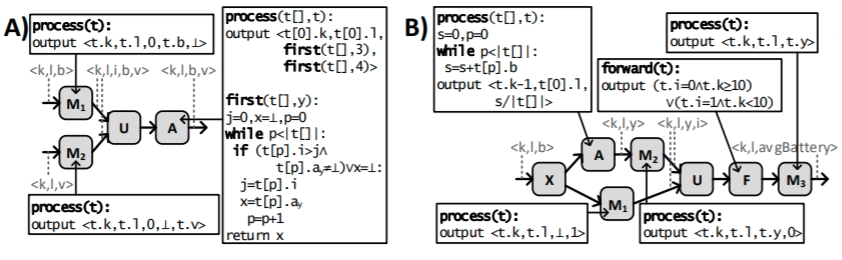 A)
process(t):
output <t.k,t.l,0,t.b,⊥>
<k,l,b>
<k,l,i,b,v>
<k,l,b,v>
M1
U
A
M2
<k,l,v>
process(t):
output <t.k,t.l,0,⊥,t.v>
process(t[],t):
output <t[0].k,t[0].l,
first(t[],3),
first(t[],4)>
first(t[],y):
j=0,x=⊥,p=0
while p<|t[]|:
if (t[p].i>j∧
t[p].ay≠⊥)∨x=⊥:
j=t[p].i
x=t[p].ay
p=p+1
return x
B)
process(t[],t):
s=0,p=0
while p<|t[]|:
s=s+t[p].b
output <t.k-1,t[0].l,
s/|t[]|>
process(t):
output <t.k,t.l,t.y>
forward(t):
output (t.i=0∧t.k≥10)
∨(t.i=1∧t.k<10)
<k,l,y>
<k,l,y,i>
<k,l,b>
<k,l,avgBattery>
X
A
M2
M1
U
F
M3
process(t):
output <t.k,t.l,⊥,1>
process(t):
output <t.k,t.l,t.y,0>